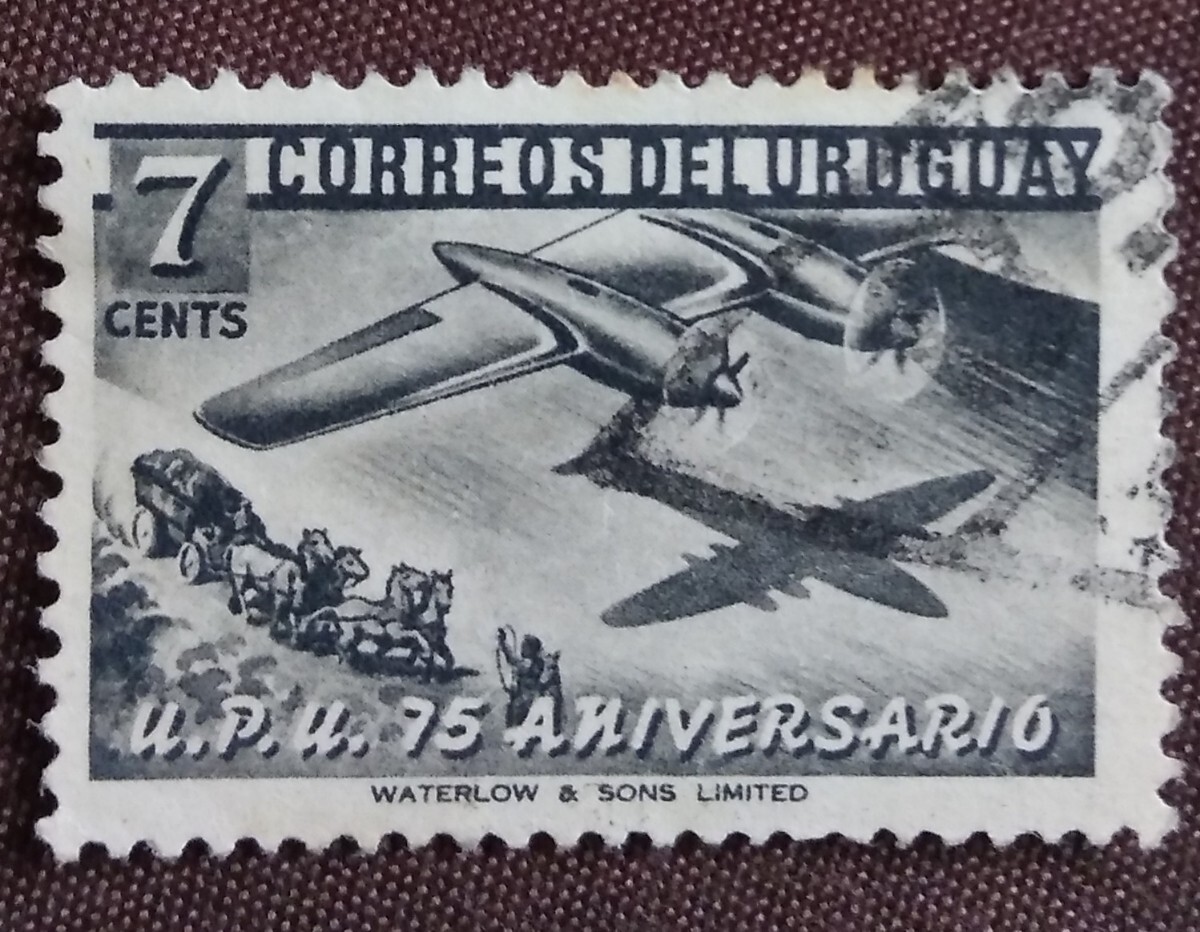 7 CORREOS DEL URUGUAY
CENTS
U.P.U. 75 ANIVERSARIO
WATERLOW & SONS LIMITED